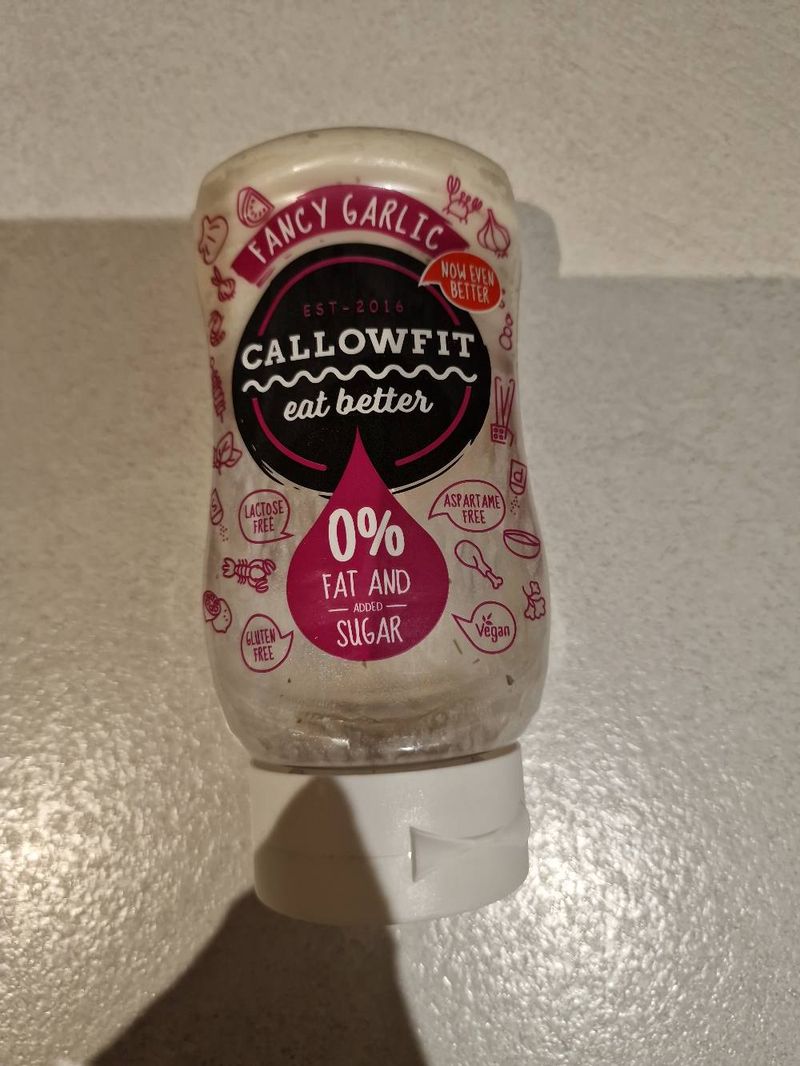 FANCY GARLIC
NOW EVEN
BETTER
EST-2016
CALLOWFIT
eat better
LACTOSE
FREE
ASPARTAME
FREE
0%
FAT AND
ADDED
SUGAR
GLUTEN
FREE
Vegan